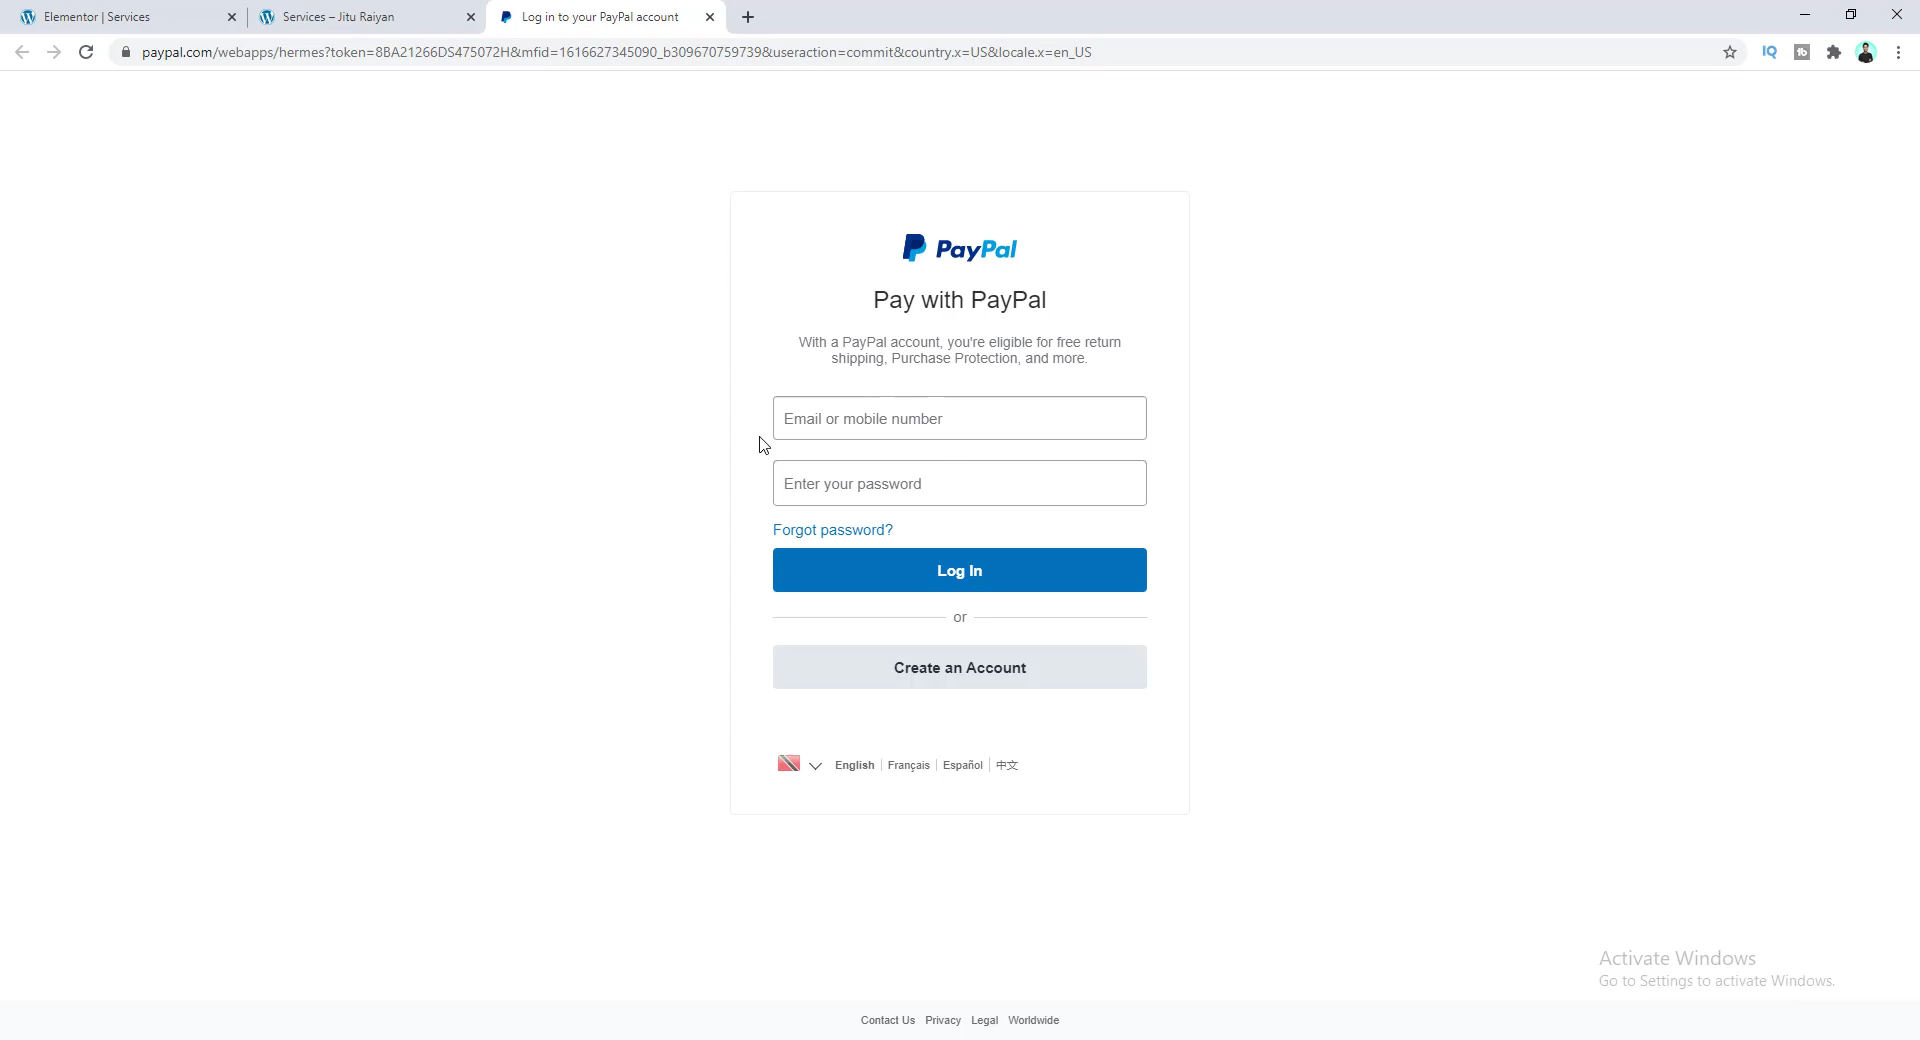 Elementor | Services
Services – Jitu Raiyan
Log in to your PayPal account
paypal.com/webapps/hermes?token=8BA21266DS475072H&mfid=1616627345090_b309670759739&useraction=commit&country.x=US&locale.x=en_US
IQ
PayPal
Pay with PayPal
With a PayPal account, you're eligible for free return
shipping, Purchase Protection, and more.
Email or mobile number
Enter your password
Forgot password?
Log In
or
Create an Account
English Français Español 中文
Activate Windows
Go to Settings to activate Windows.
Contact Us Privacy Legal Worldwide